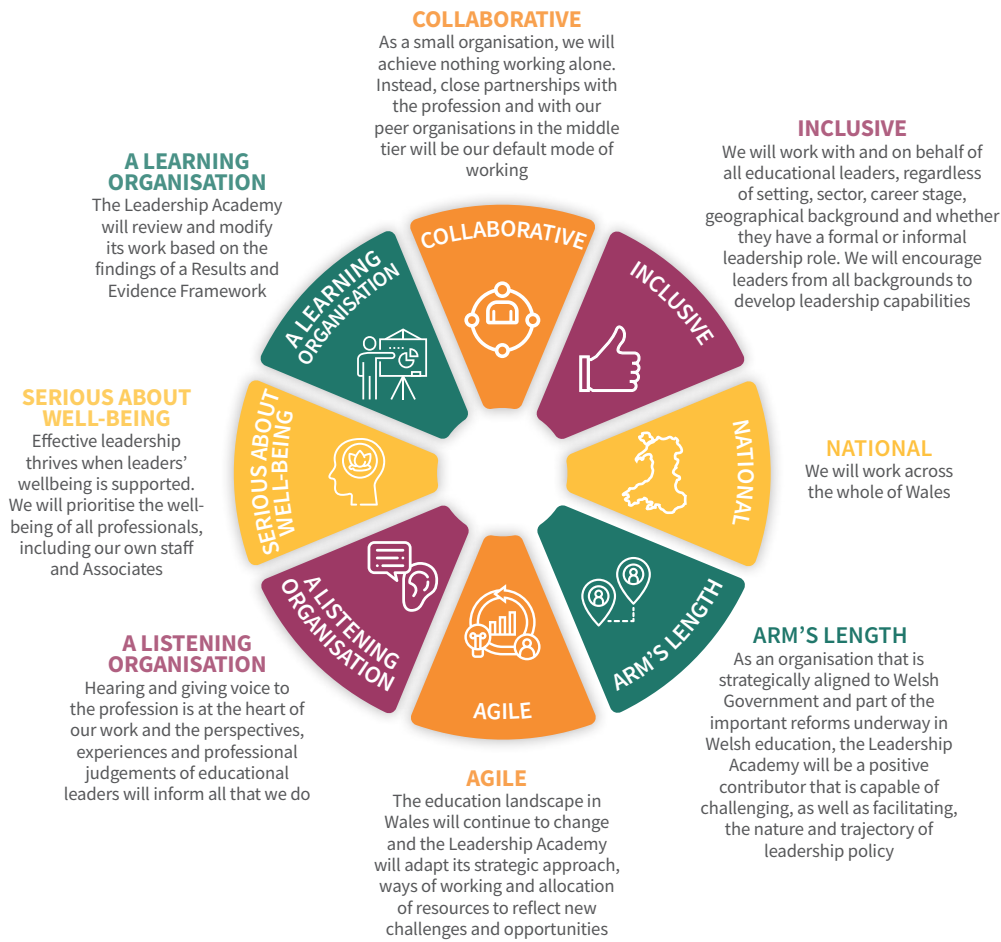 COLLABORATIVE
As a small organisation, we will
achieve nothing working alone.
Instead, close partnerships with
the profession and with our
peer organisations in the middle
tier will be our default mode of
working
INCLUSIVE
We will work with and on behalf of
all educational leaders, regardless
of setting, sector, career stage,
geographical background and whether
they have a formal or informal
leadership role. We will encourage
leaders from all backgrounds to
develop leadership capabilities
NATIONAL
We will work across
the whole of Wales
ARM'S LENGTH
As an organisation that is
strategically aligned to Welsh
Government and part of the
important reforms underway in
Welsh education, the Leadership
Academy will be a positive
contributor that is capable of
challenging, as well as facilitating,
the nature and trajectory of
leadership policy
AGILE
The education landscape in
Wales will continue to change
and the Leadership Academy
will adapt its strategic approach,
ways of working and allocation
of resources to reflect new
challenges and opportunities
A LISTENING
ORGANISATION
Hearing and giving voice to
the profession is at the heart of
our work and the perspectives,
experiences and professional
judgements of educational
leaders will inform all that we do
SERIOUS ABOUT
WELL-BEING
Effective leadership
thrives when leaders'
wellbeing is supported.
We will prioritise the well-
being of all professionals,
including our own staff
and Associates
A LEARNING
ORGANISATION
The Leadership Academy
will review and modify
its work based on the
findings of a Results and
Evidence Framework
COLLABORATIVE
INCLUSIVE
NATIONAL
ARM'S LENGTH
AGILE
A LISTENING
ORGANISATION
SERIOUS ABOUT
WELL-BEING
A LEARNING
ORGANISATION